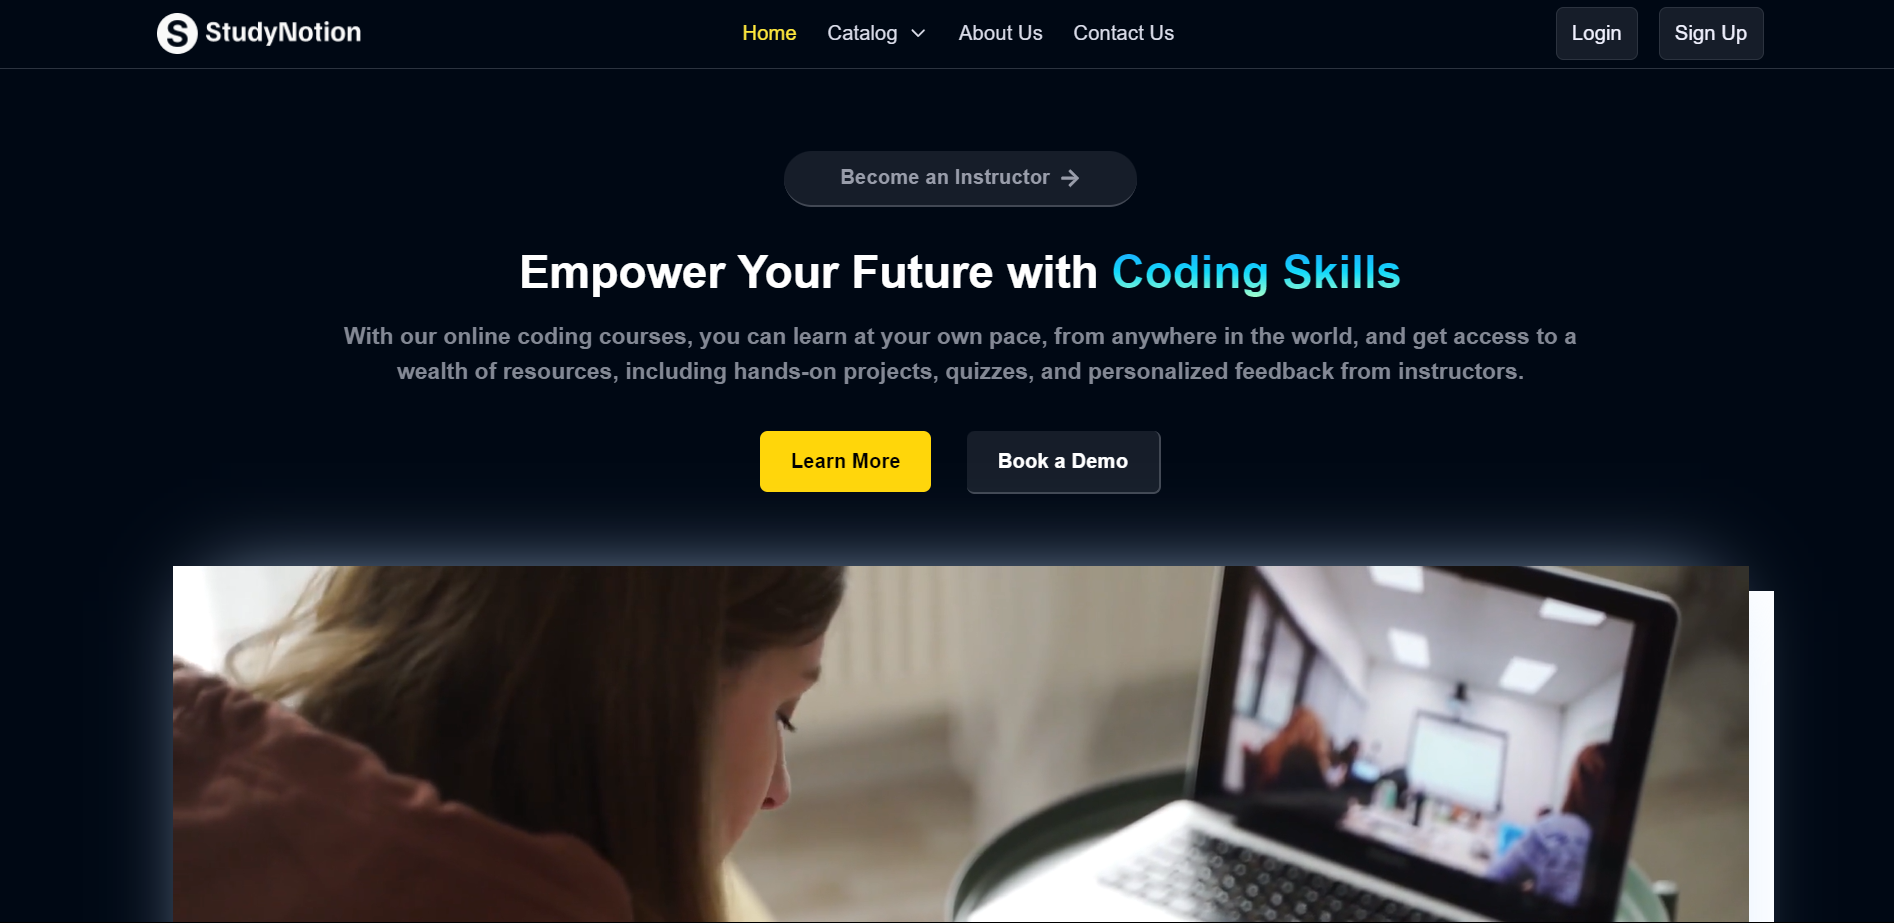 S StudyNotion
Home Catalog About Us Contact Us
Login Sign Up
Become an Instructor
Empower Your Future with Coding Skills
With our online coding courses, you can learn at your own pace, from anywhere in the world, and get access to a
wealth of resources, including hands-on projects, quizzes, and personalized feedback from instructors.
Learn More Book a Demo